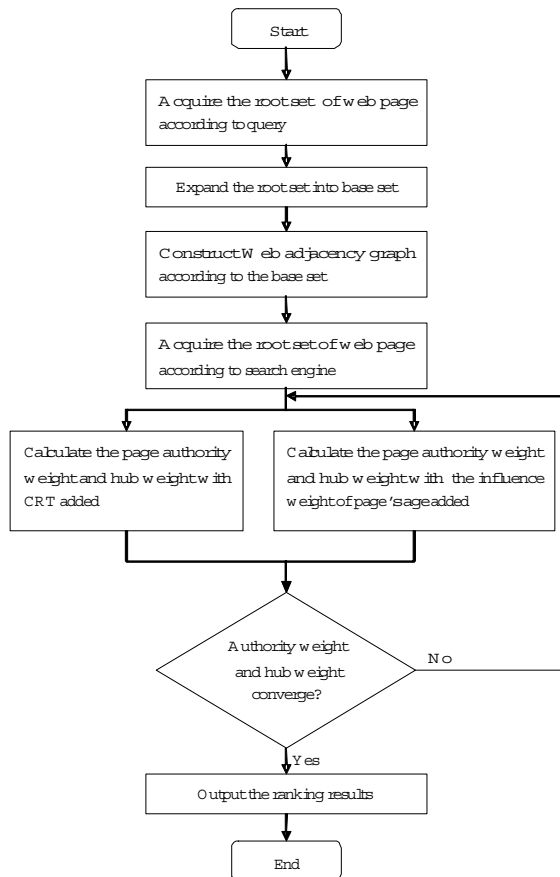 Start
Acquire the root set of web page
according to query
Expand the root set into base set
Construct Web adjacency graph
according to the base set
Acquire the root set of web page
according to search engine
Calculate the page authority
weight and hub weight with
CRT added
Calculate the page authority weight
and hub weight with the influence
weight of page's age added
Authority weight
and hub weight
converge?
No
Yes
Output the ranking results
End